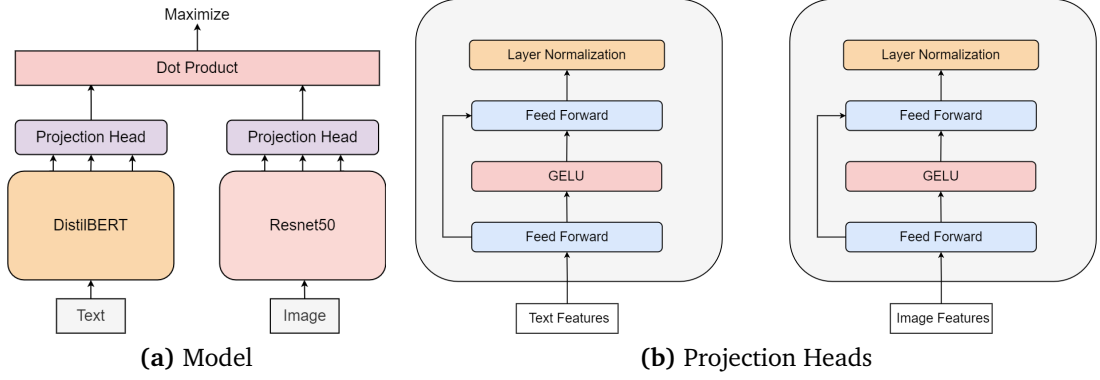 Maximize
Dot Product
Projection Head
Projection Head
DistilBERT
Resnet50
Text
Image
(a) Model
Layer Normalization
Feed Forward
GELU
Feed Forward
Text Features
Layer Normalization
Feed Forward
GELU
Feed Forward
Image Features
(b) Projection Heads